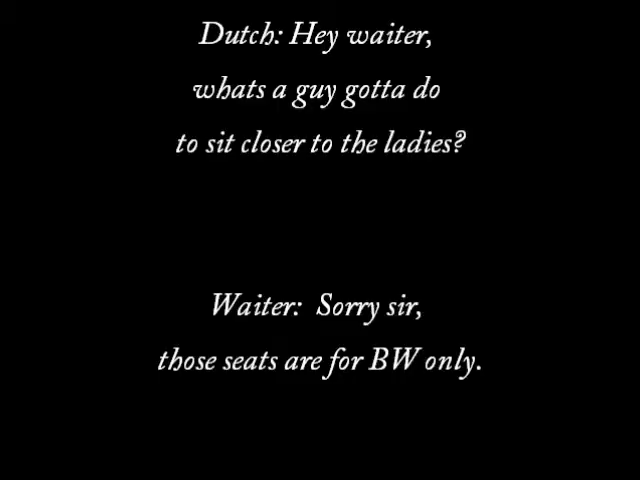 Dutch: Hey waiter,
whats a guy gotta do
to sit closer to the ladies?
Waiter: Sorry sir,
those seats are for BW only.